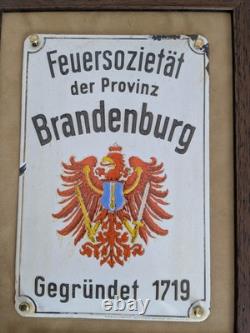 Feuersozietät
der Provinz
Brandenburg
Gegründet 1719